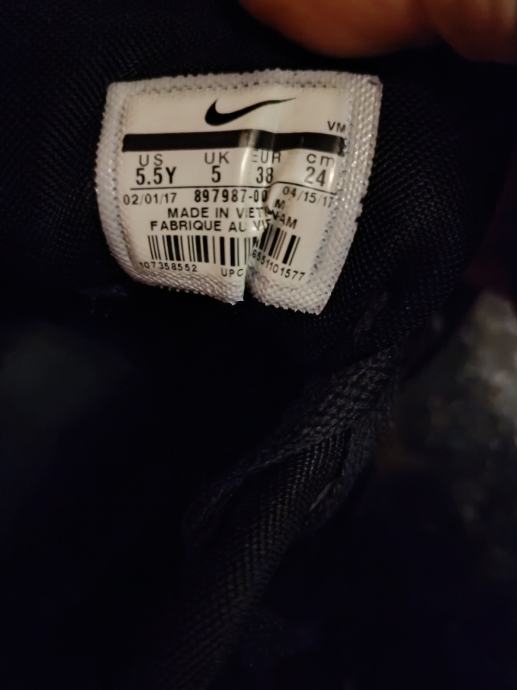 VM
US UK EUR cm
5.5Y 5 38 24
02/01/17 897987-00 04/15/17
M
MADE IN VIETNAM
FABRIQUE AU
107358552 UPC